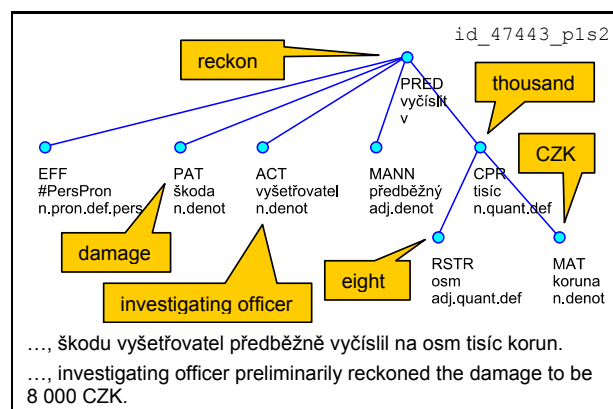 id_47443_p1s2
reckon
PRED
vyčíslit
v
thousand
CZK
EFF
#PersPron
n.pron.def.pers
PAT
škoda
n.denot
ACT
vyšetřovatel
n.denot
MANN
předběžný
adj.denot
CPR
tisíc
n.quant.def
damage
investigating officer
eight
RSTR
osm
adj.quant.def
MAT
koruna
n.denot
…, škodu vyšetřovatel předběžně vyčíslil na osm tisíc korun.
…, investigating officer preliminarily reckoned the damage to be
8 000 CZK.